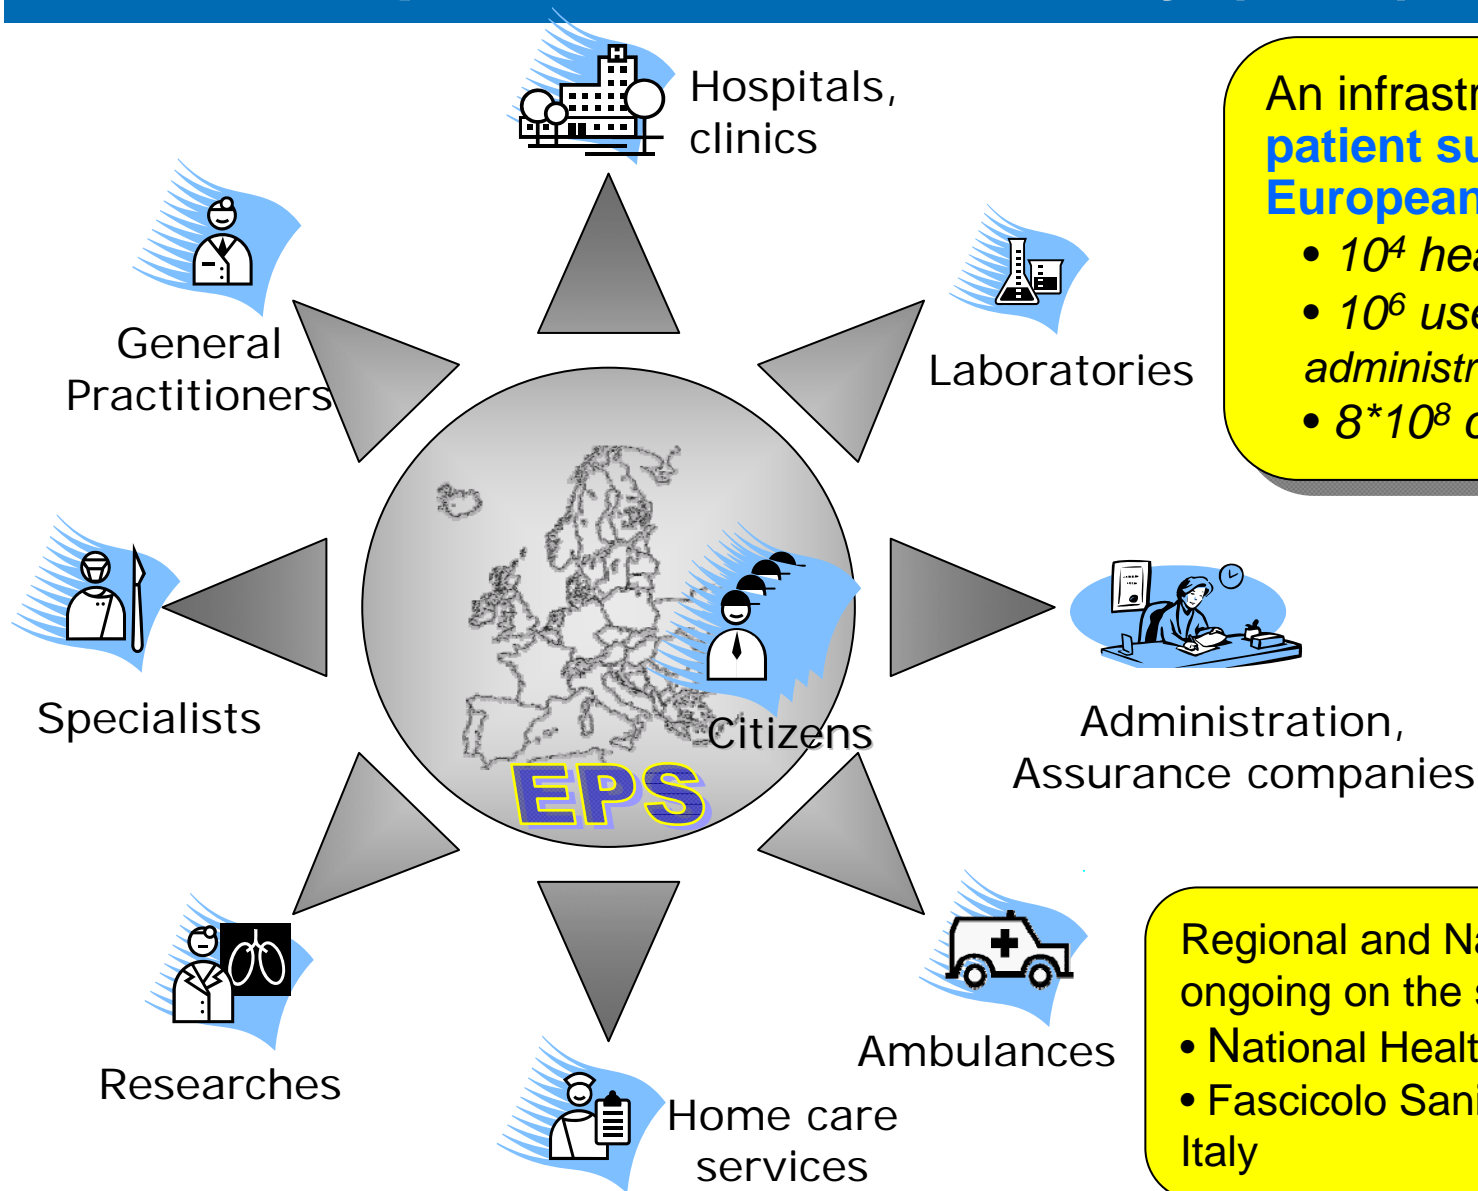 Hospitals,
clinics
General
Practitioners
Laboratories
Specialists
Citizens
EPS
Administration,
Assurance companies
Researches
Home care
services
Ambulances
An infrastr
patient su
European
• 10⁴ hea
• 10⁶ use
administr
• 8*10⁸ c
Regional and Na
ongoing on the s
• National Healt
• Fascicolo Sani
Italy